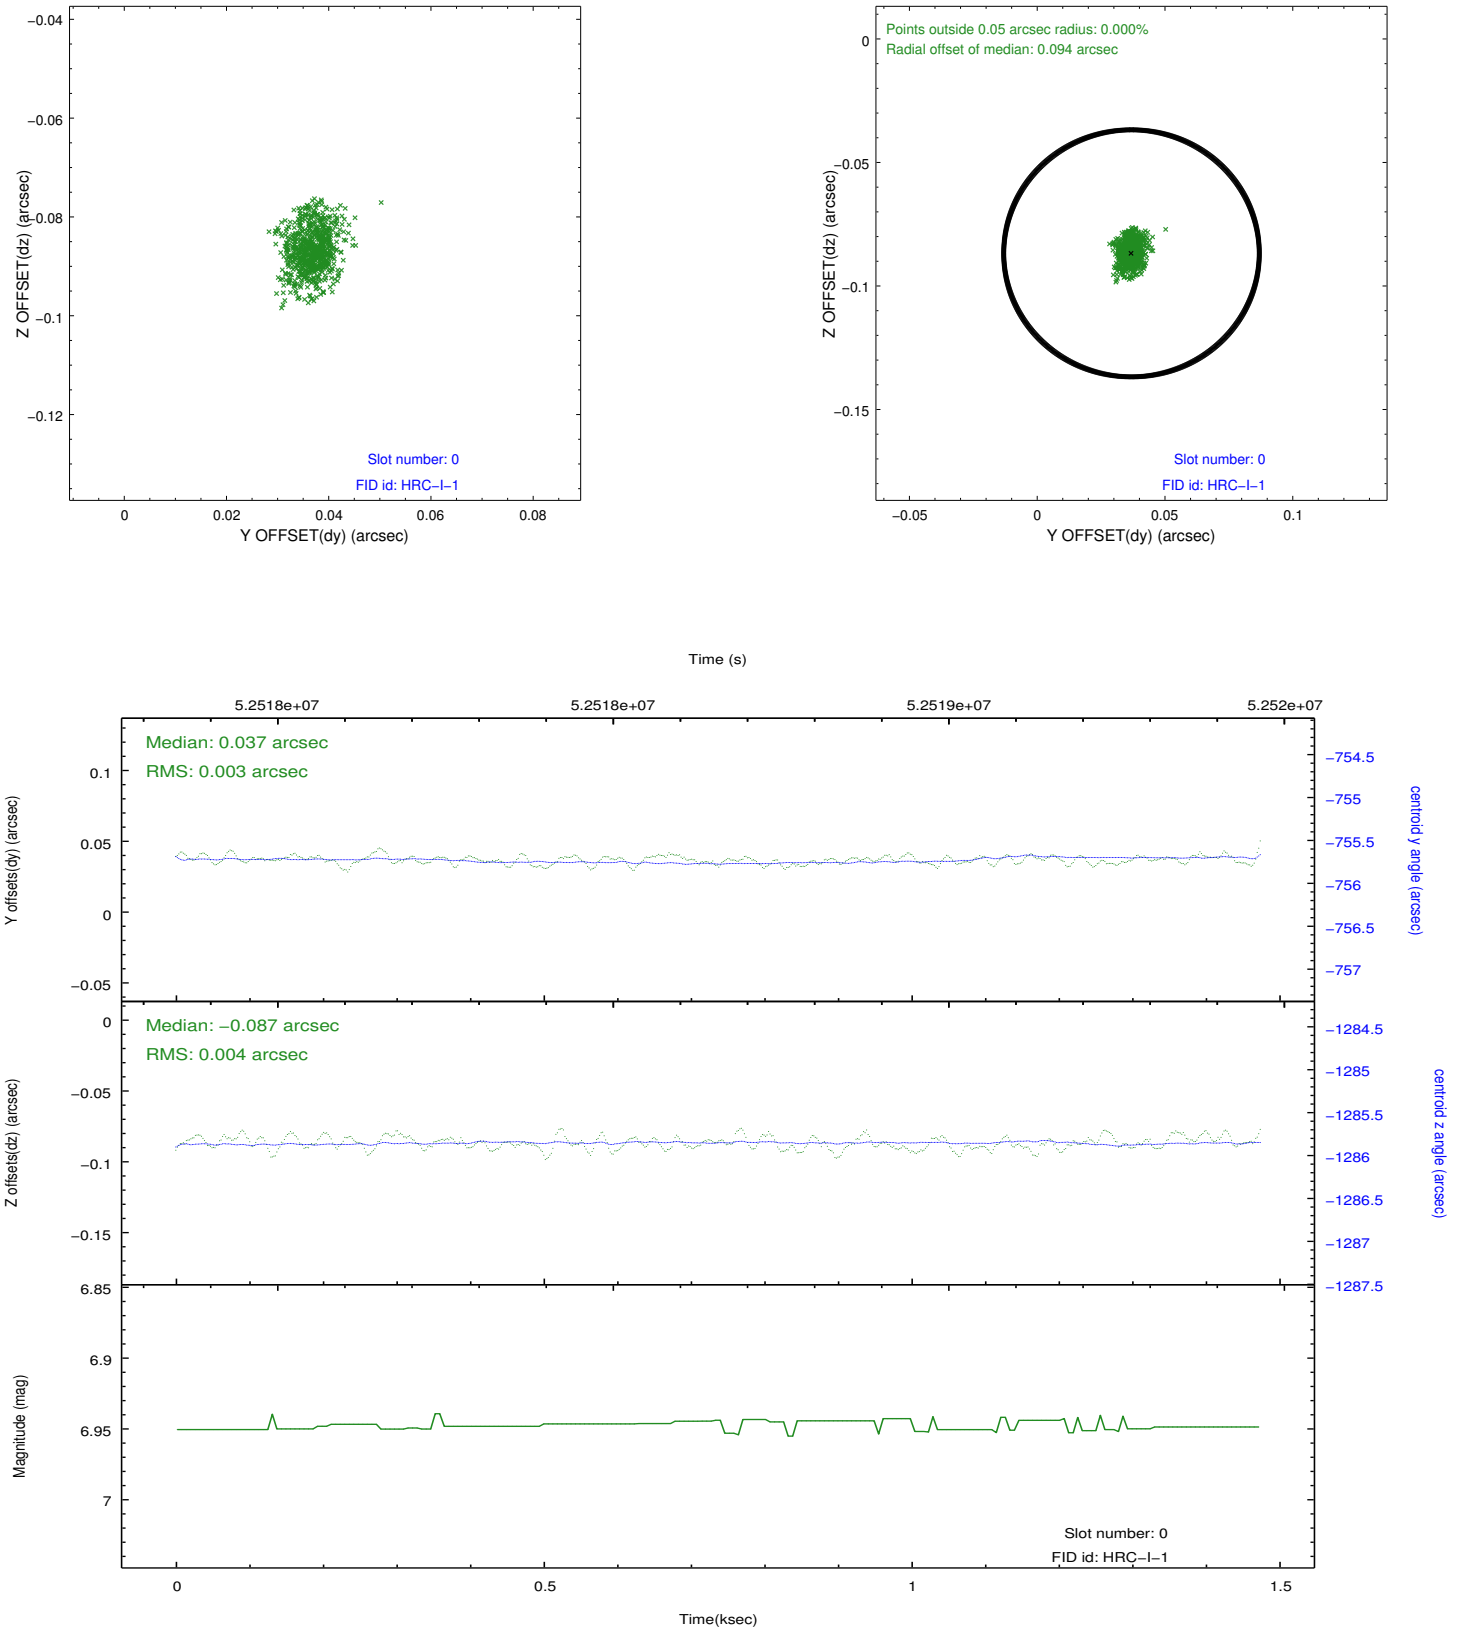 −0.04
−0.06
−0.08
−0.1
−0.12
Z OFFSET(dz) (arcsec)
Slot number: 0
FID id: HRC−I−1
0 0.02 0.04 0.06 0.08
Y OFFSET(dy) (arcsec)
Points outside 0.05 arcsec radius: 0.000%
Radial offset of median: 0.094 arcsec
0
−0.05
−0.1
−0.15
Z OFFSET(dz) (arcsec)
Slot number: 0
FID id: HRC−I−1
−0.05 0 0.05 0.1
Y OFFSET(dy) (arcsec)
Time (s)
5.2518e+07 5.2518e+07 5.2519e+07 5.252e+07
Median: 0.037 arcsec
RMS: 0.003 arcsec
0.1
0.05
0
−0.05
Y offsets(dy) (arcsec)
−754.5
−755
−755.5
−756
−756.5
−757
centroid y angle (arcsec)
Median: −0.087 arcsec
RMS: 0.004 arcsec
0
−0.05
−0.1
−0.15
Z offsets(dz) (arcsec)
−1284.5
−1285
−1285.5
−1286
−1286.5
−1287
−1287.5
centroid z angle (arcsec)
6.85
6.9
6.95
7
Magnitude (mag)
Slot number: 0
FID id: HRC−I−1
0 0.5 1 1.5
Time(ksec)